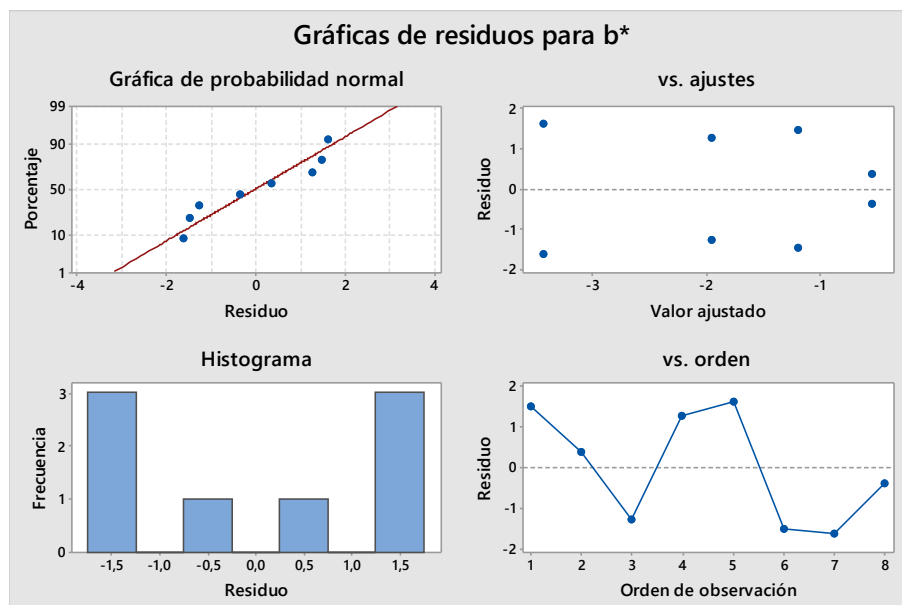 Gráficas de residuos para b*
Gráfica de probabilidad normal
99
90
50
10
1
Porcentaje
-4 -2 0 2 4
Residuo
vs. ajustes
2
1
0
-1
-2
Residuo
-3 -2 -1
Valor ajustado
Histograma
3
2
1
0
Frecuencia
-1,5 -1,0 -0,5 0,0 0,5 1,0 1,5
Residuo
vs. orden
2
1
0
-1
-2
Residuo
1 2 3 4 5 6 7 8
Orden de observación